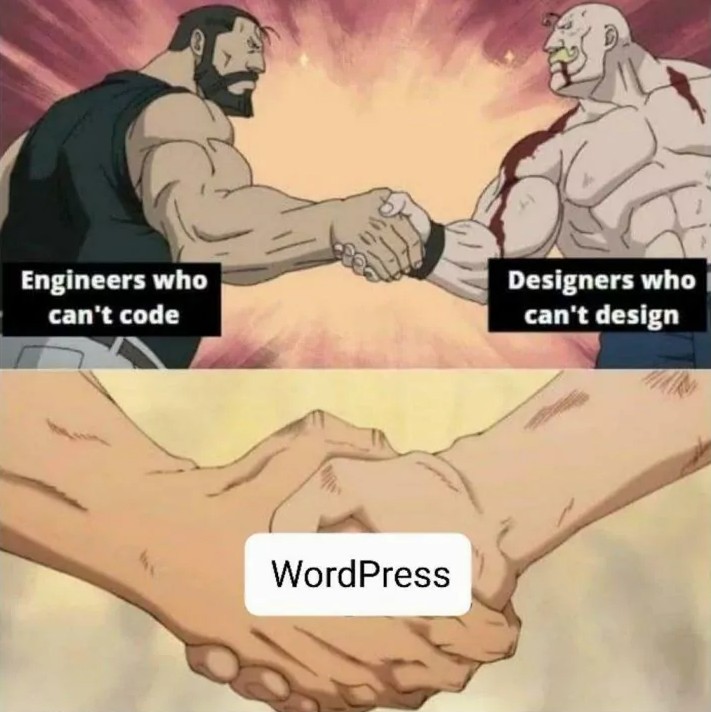 Engineers who
can't code
Designers who
can't design
WordPress